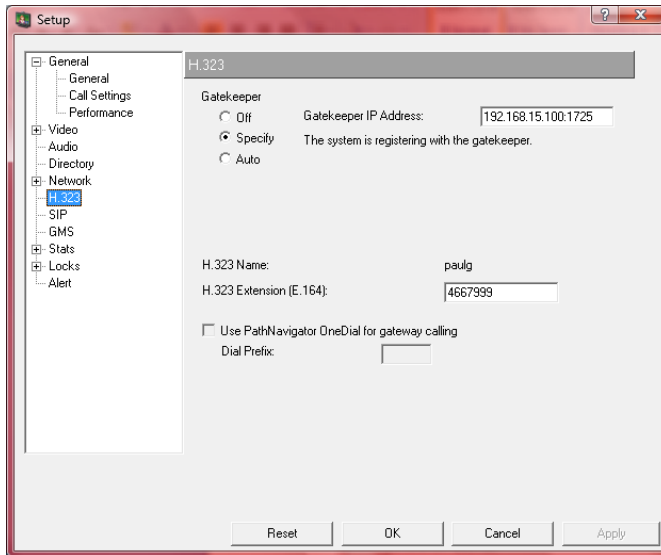 Setup
General
General
Call Settings
Performance
Video
Audio
Directory
Network
H.323
SIP
GMS
Stats
Locks
Alert
H.323
Gatekeeper
Off
Gatekeeper IP Address:
192.168.15.100:1725
Specify
The system is registering with the gatekeeper.
Auto
H.323 Name:
paulg
H.323 Extension (E.164):
4667999
Use PathNavigator OneDial for gateway calling
Dial Prefix:
Reset
OK
Cancel
Apply